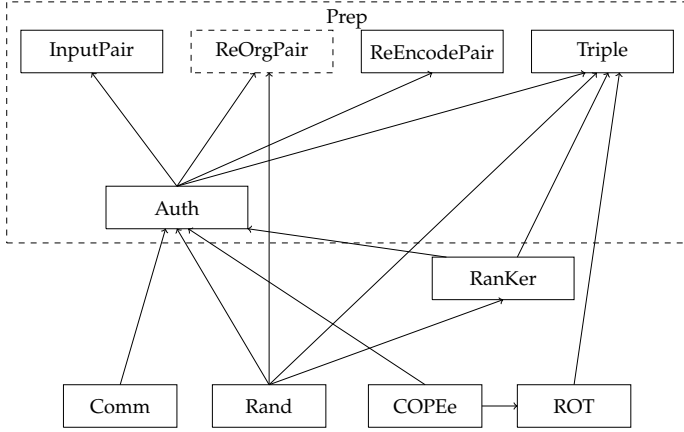 Prep
InputPair
ReOrgPair
ReEncodePair
Triple
Auth
RanKer
Comm
Rand
COPEe
ROT